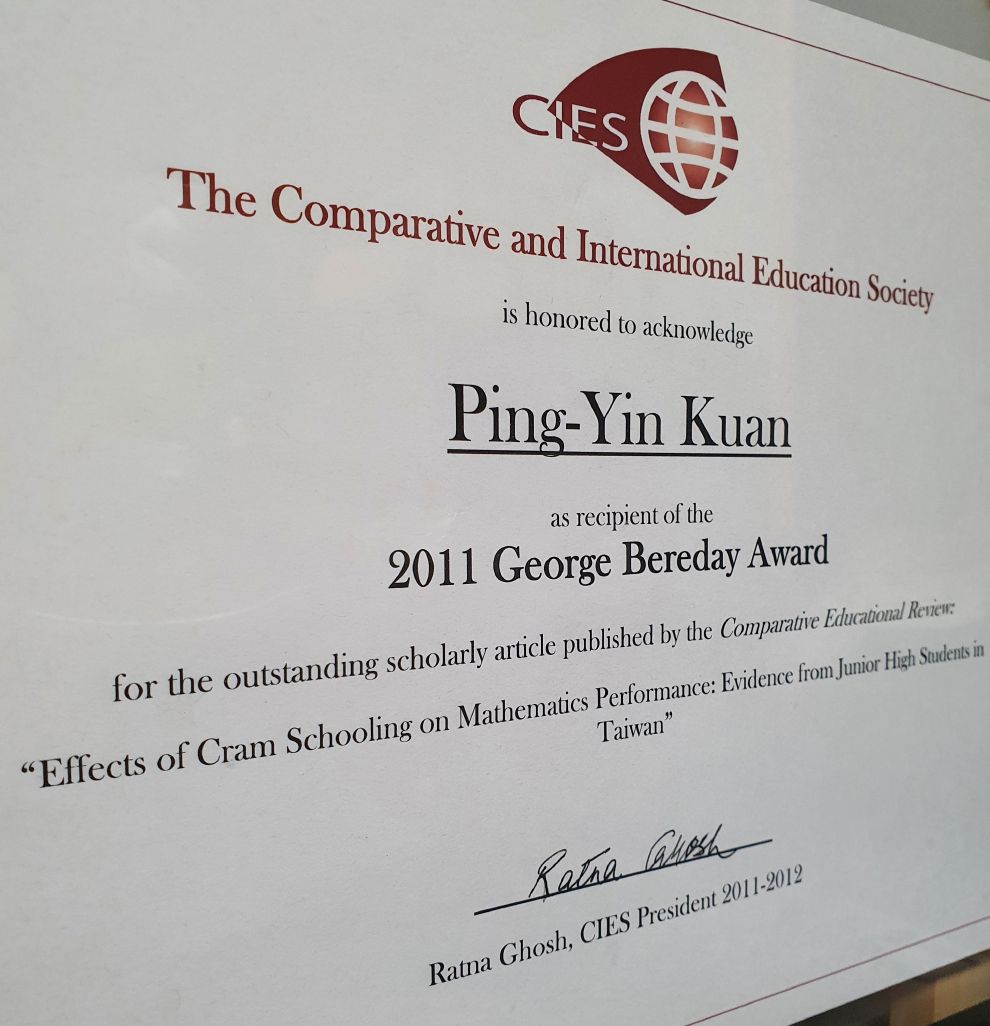 CIES
The Comparative and International Education Society
is honored to acknowledge
Ping-Yin Kuan
as recipient of the
2011 George Bereday Award
for the outstanding scholarly article published by the Comparative Educational Review:
“Effects of Cram Schooling on Mathematics Performance: Evidence from Junior High Students in
Taiwan”
Ratna Ghosh
Ratna Ghosh, CIES President 2011-2012